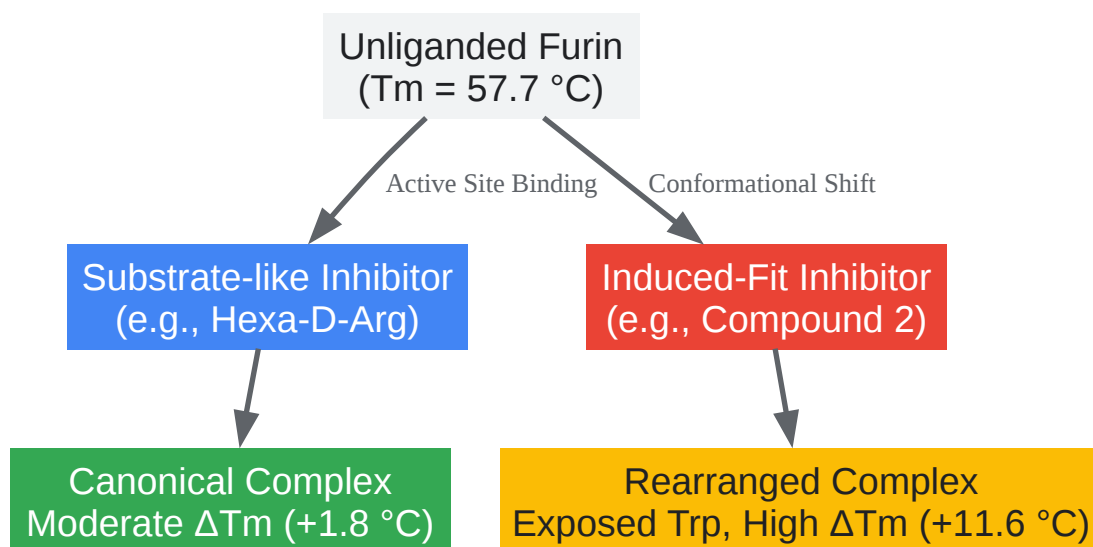 Unliganded Furin
(Tm = 57.7 °C)
Active Site Binding
Conformational Shift
Substrate-like Inhibitor
(e.g., Hexa-D-Arg)
Induced-Fit Inhibitor
(e.g., Compound 2)
Canonical Complex
Moderate ΔTm (+1.8 °C)
Rearranged Complex
Exposed Trp, High ΔTm (+11.6 °C)